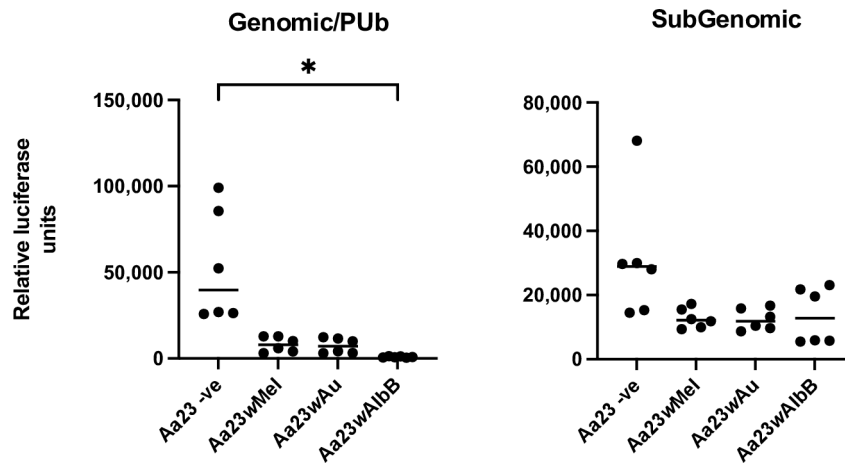 Genomic/PUb
SubGenomic
*
Relative luciferase
units
150,000
100,000
50,000
0
Aa23 -ve
Aa23wMel
Aa23wAu
Aa23wAlbB
80,000
60,000
40,000
20,000
0
Aa23 -ve
Aa23wMel
Aa23wAu
Aa23wAlbB